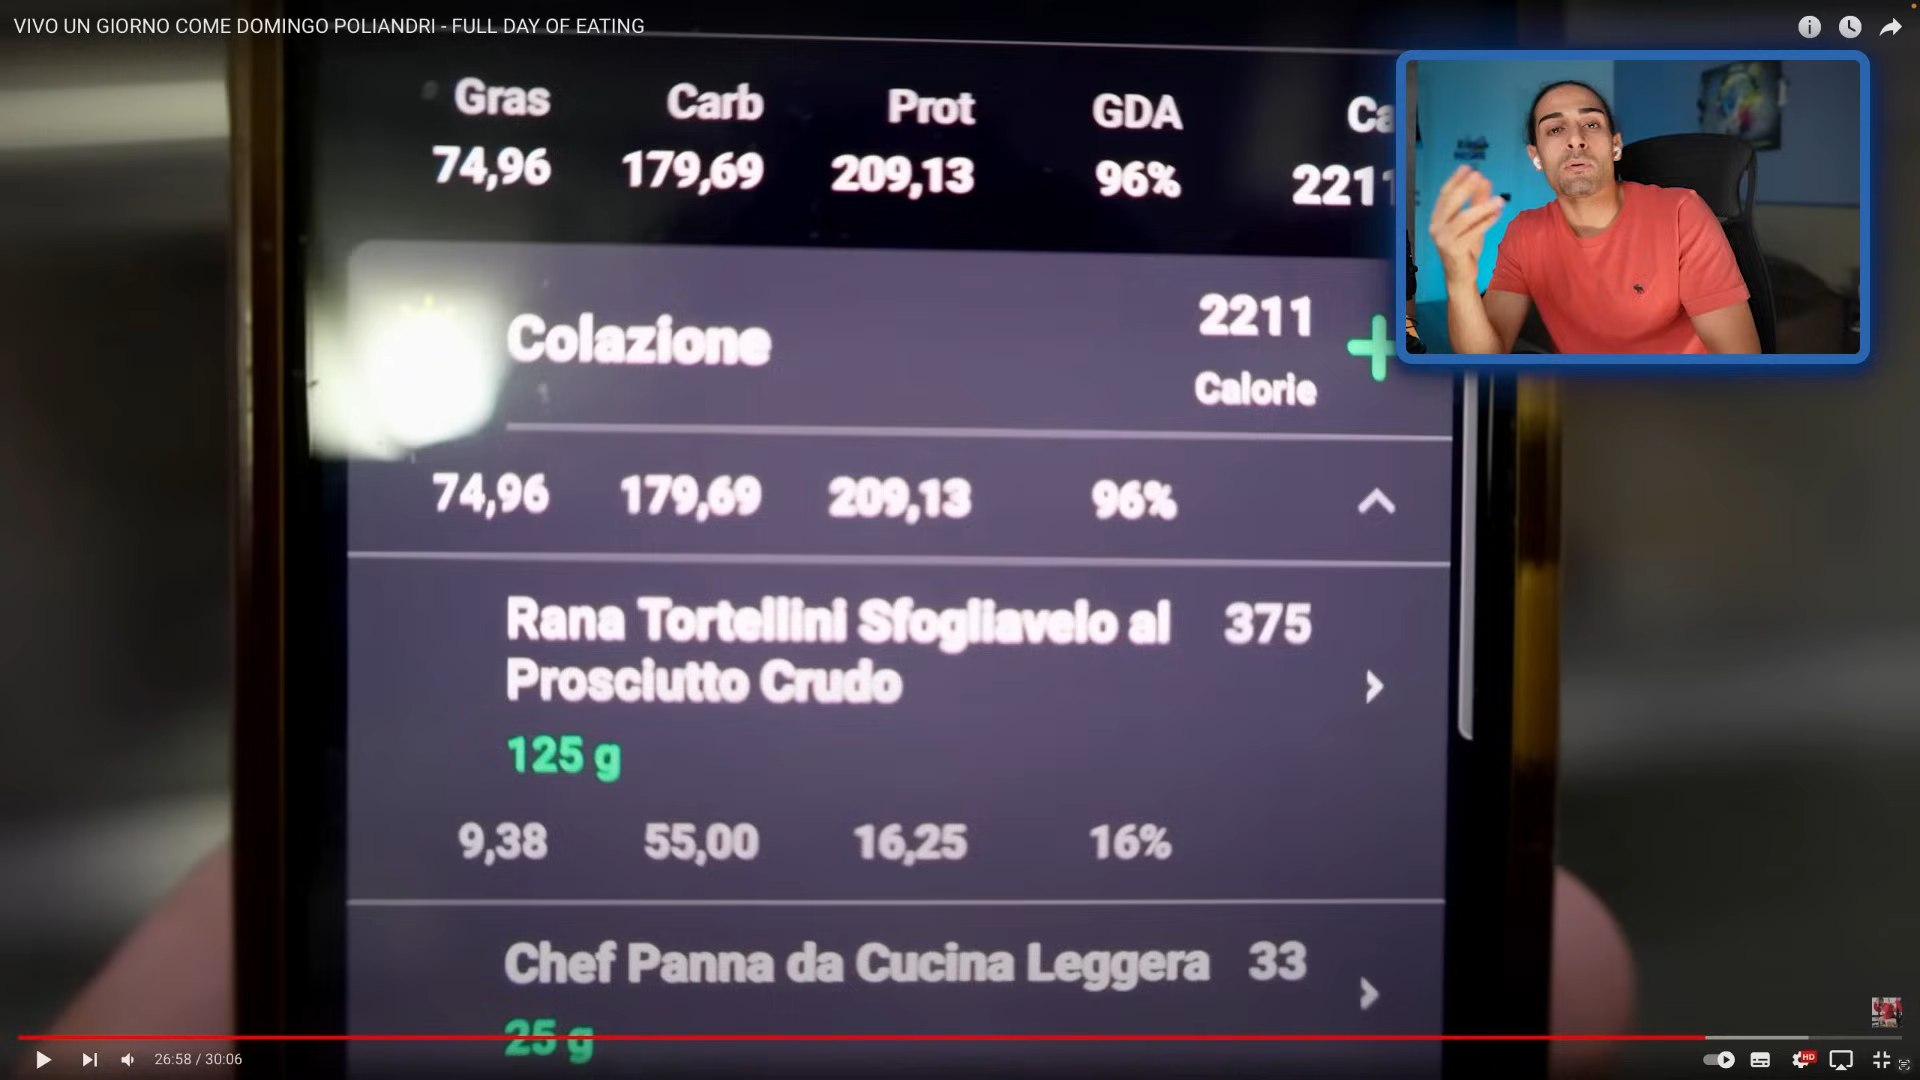 VIVO UN GIORNO COME DOMINGO POLIANDRI - FULL DAY OF EATING
Gras Carb Prot GDA Ca
74,96 179,69 209,13 96% 2211
Colazione 2211
Calorie
74,96 179,69 209,13 96%
Rana Tortellini Sfogliavelo al 375
Prosciutto Crudo
125 g
9,38 55,00 16,25 16%
Chef Panna da Cucina Leggera 33
25 g
26:58 / 30:06
HD